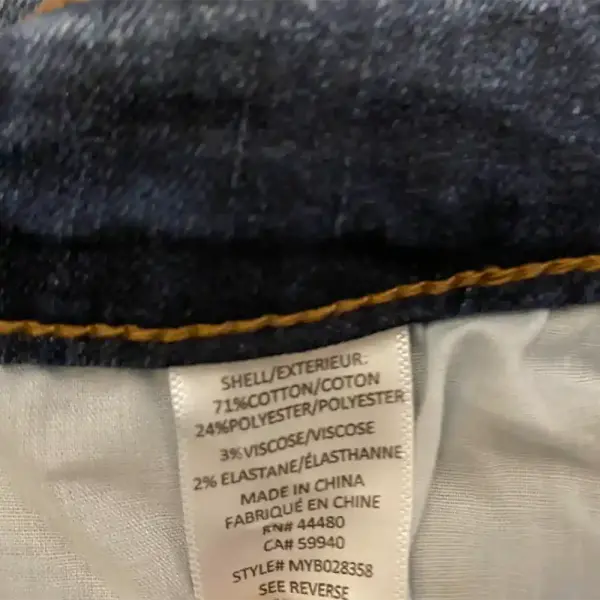 SHELL/EXTERIEUR:
71%COTTON/COTON
24%POLYESTER/POLYESTER
3%VISCOSE/VISCOSE
2% ELASTANE/ÉLASTHANNE
MADE IN CHINA
FABRIQUÉ EN CHINE
RN# 44480
CA# 59940
STYLE# MYB028358
SEE REVERSE